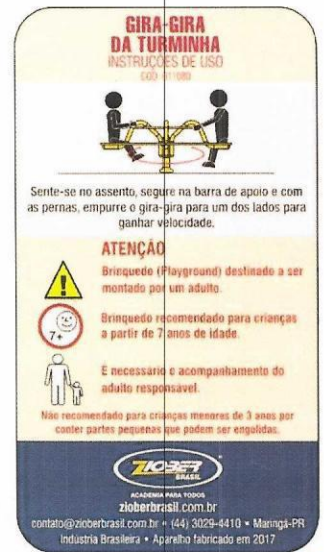 GIRA-GIRA
DA TURMINHA
INSTRUÇÕES DE USO
Sente-se no assento, segure na barra de apoio e com
as pernas, empurre o gira-gira para um dos lados para
ganhar velocidade.
ATENÇÃO
Brinquedo (Playground) destinado a ser
montado por um adulto.
7+
Brinquedo recomendado para crianças
a partir de 7 anos de idade.
É necessário o acompanhamento do
adulto responsável.
Não recomendado para crianças menores de 3 anos por
conter partes pequenas que podem ser engolidas.
ZIOBER
BRASIL
ACADEMIA PARA TODOS
zioberbrasil.com.br
contato@zioberbrasil.com.br • (44) 3029-4410 • Maringá-PR
Indústria Brasileira • Aparelho fabricado em 2017